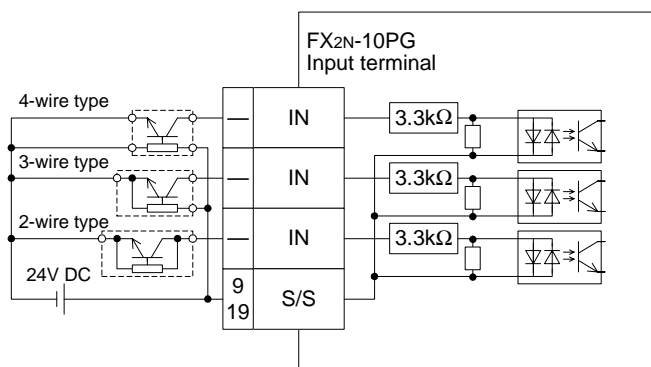 FX2N-10PG
Input terminal
4-wire type
— IN 3.3kΩ
3-wire type
— IN 3.3kΩ
2-wire type
— IN 3.3kΩ
24V DC
9
19
S/S